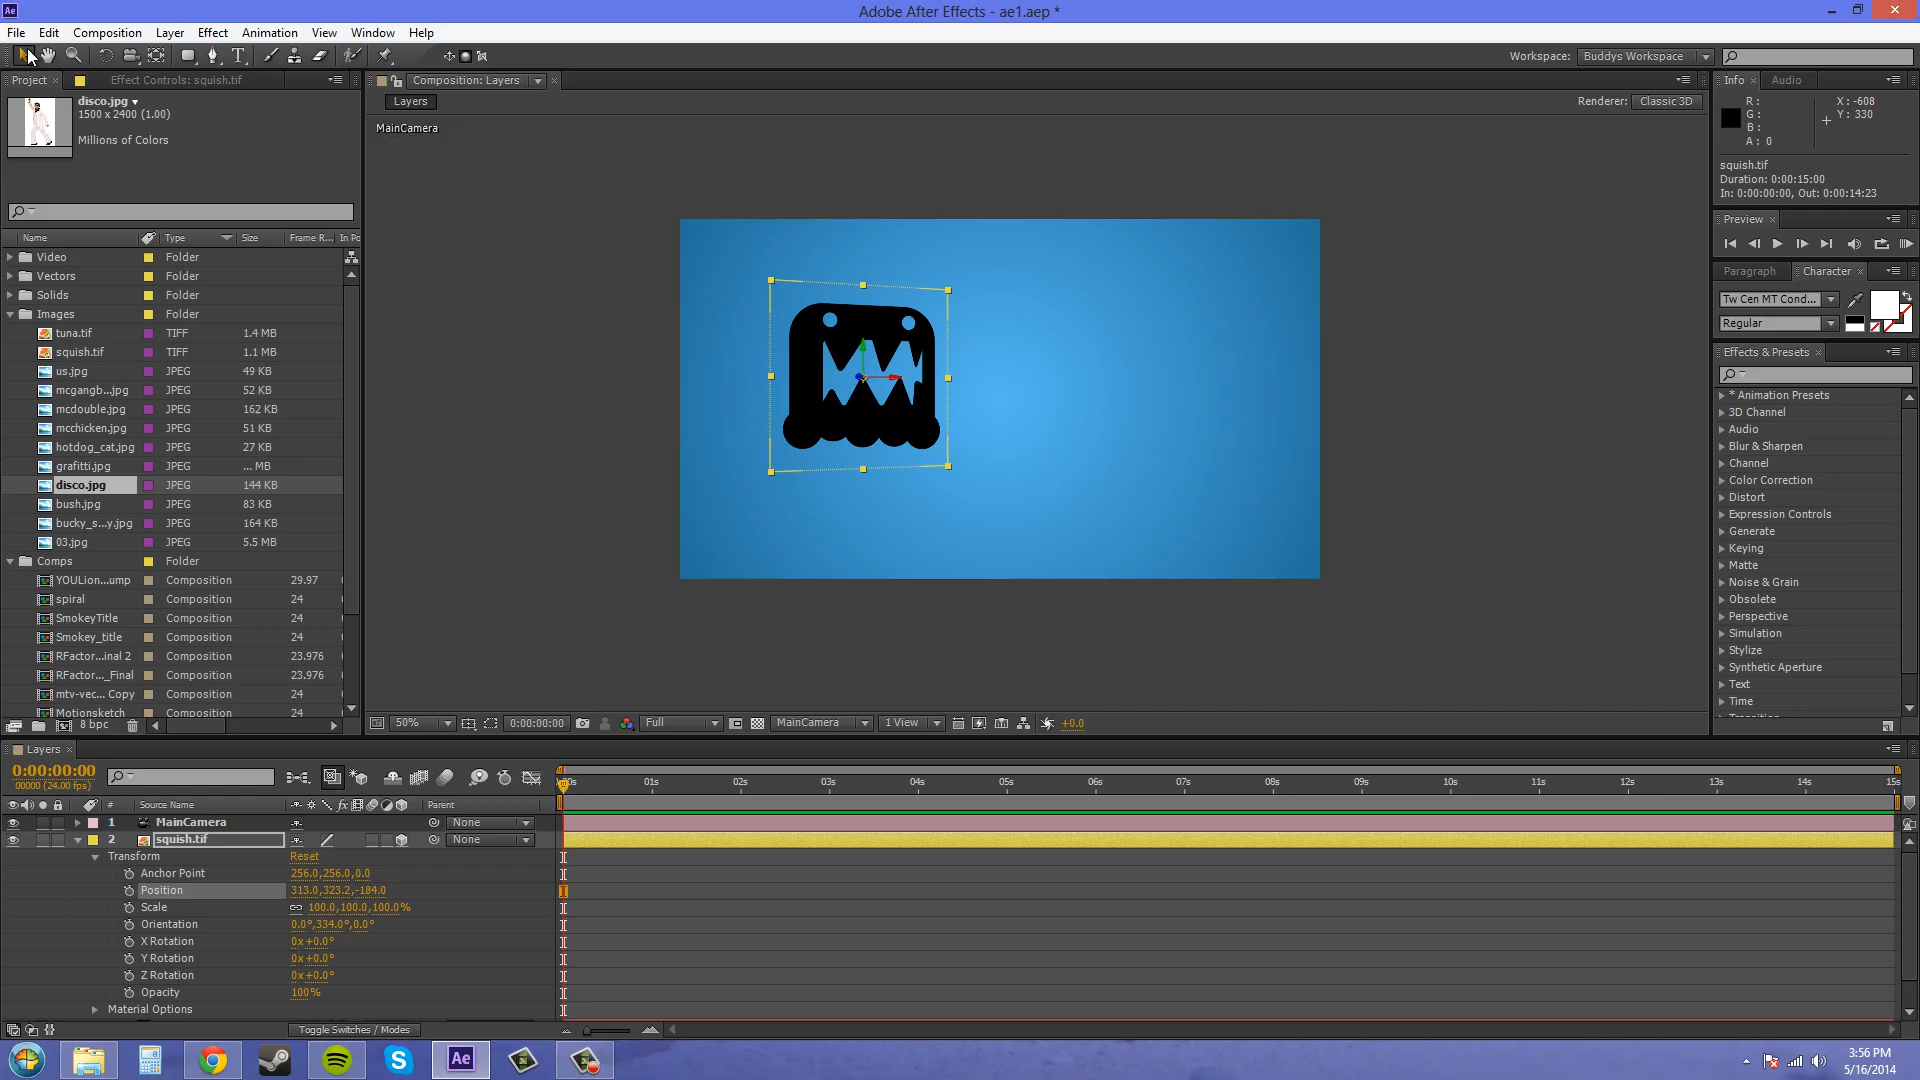 Adobe After Effects - ae1.aep *
File Edit Composition Layer Effect Animation View Window Help
Workspace: Buddys Workspace
Project Effect Controls: squish.tif
disco.jpg
1500 x 2400 (1.00)
Millions of Colors
Name Type Size Frame R... In Po
Video Folder
Vectors Folder
Solids Folder
Images Folder
tuna.tif TIFF 1.4 MB
squish.tif TIFF 1.1 MB
us.jpg JPEG 49 KB
mcgangb...jpg JPEG 52 KB
mcdouble.jpg JPEG 162 KB
mcchicken.jpg JPEG 51 KB
hotdog_cat.jpg JPEG 27 KB
grafitti.jpg JPEG ... MB
disco.jpg JPEG 144 KB
bush.jpg JPEG 83 KB
bucky_s...y.jpg JPEG 164 KB
03.jpg JPEG 5.5 MB
Comps Folder
YOULion...ump Composition 29.97
spiral Composition 24
SmokeyTitle Composition 24
Smokey_title Composition 24
RFactor...inal 2 Composition 23.976
RFactor..._Final Composition 23.976
mtv-vec... Copy Composition 24
Motionsketch Composition 24
8 bpc
Composition: Layers
Layers
Renderer: Classic 3D
MainCamera
50% 0:00:00:00 Full MainCamera 1 View +0.0
Info Audio
R: X: -608
G: Y: 330
B:
A: 0
squish.tif
Duration: 0:00:15:00
In: 0:00:00:00, Out: 0:00:14:23
Preview
Paragraph Character
Tw Cen MT Cond...
Regular
Effects & Presets
* Animation Presets
3D Channel
Audio
Blur & Sharpen
Channel
Color Correction
Distort
Expression Controls
Generate
Keying
Matte
Noise & Grain
Obsolete
Perspective
Simulation
Stylize
Synthetic Aperture
Text
Time
Transition
Layers
0:00:00:00
00000 (24.00 fps)
01s 02s 03s 04s 05s 06s 07s 08s 09s 10s 11s 12s 13s 14s 15s
# Source Name fx Parent
1 MainCamera None
2 squish.tif None
Transform Reset
Anchor Point 256.0,256.0,0.0
Position 313.0,323.2,-184.0
Scale 100.0,100.0,100.0%
Orientation 0.0°,334.0°,0.0°
X Rotation 0x+0.0°
Y Rotation 0x+0.0°
Z Rotation 0x+0.0°
Opacity 100%
Material Options
Toggle Switches / Modes
Ae
3:56 PM
5/16/2014